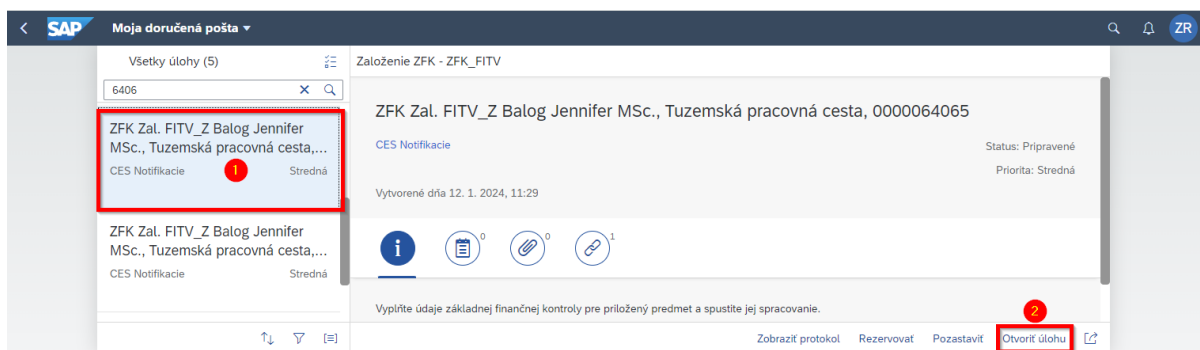 SAP Moja doručená pošta ZR
Všetky úlohy (5)
6406
ZFK Zal. FITV_Z Balog Jennifer
MSc., Tuzemská pracovná cesta,...
CES Notifikacie 1 Stredná
ZFK Zal. FITV_Z Balog Jennifer
MSc., Tuzemská pracovná cesta,...
CES Notifikacie Stredná
Založenie ZFK - ZFK_FITV
ZFK Zal. FITV_Z Balog Jennifer MSc., Tuzemská pracovná cesta, 0000064065
CES Notifikacie Status: Pripravené
Priorita: Stredná
Vytvorené dňa 12. 1. 2024, 11:29
i 0 0 1
Vyplňte údaje základnej finančnej kontroly pre priložený predmet a spustite jej spracovanie.
2
Zobraziť protokol Rezervovať Pozastaviť Otvoriť úlohu